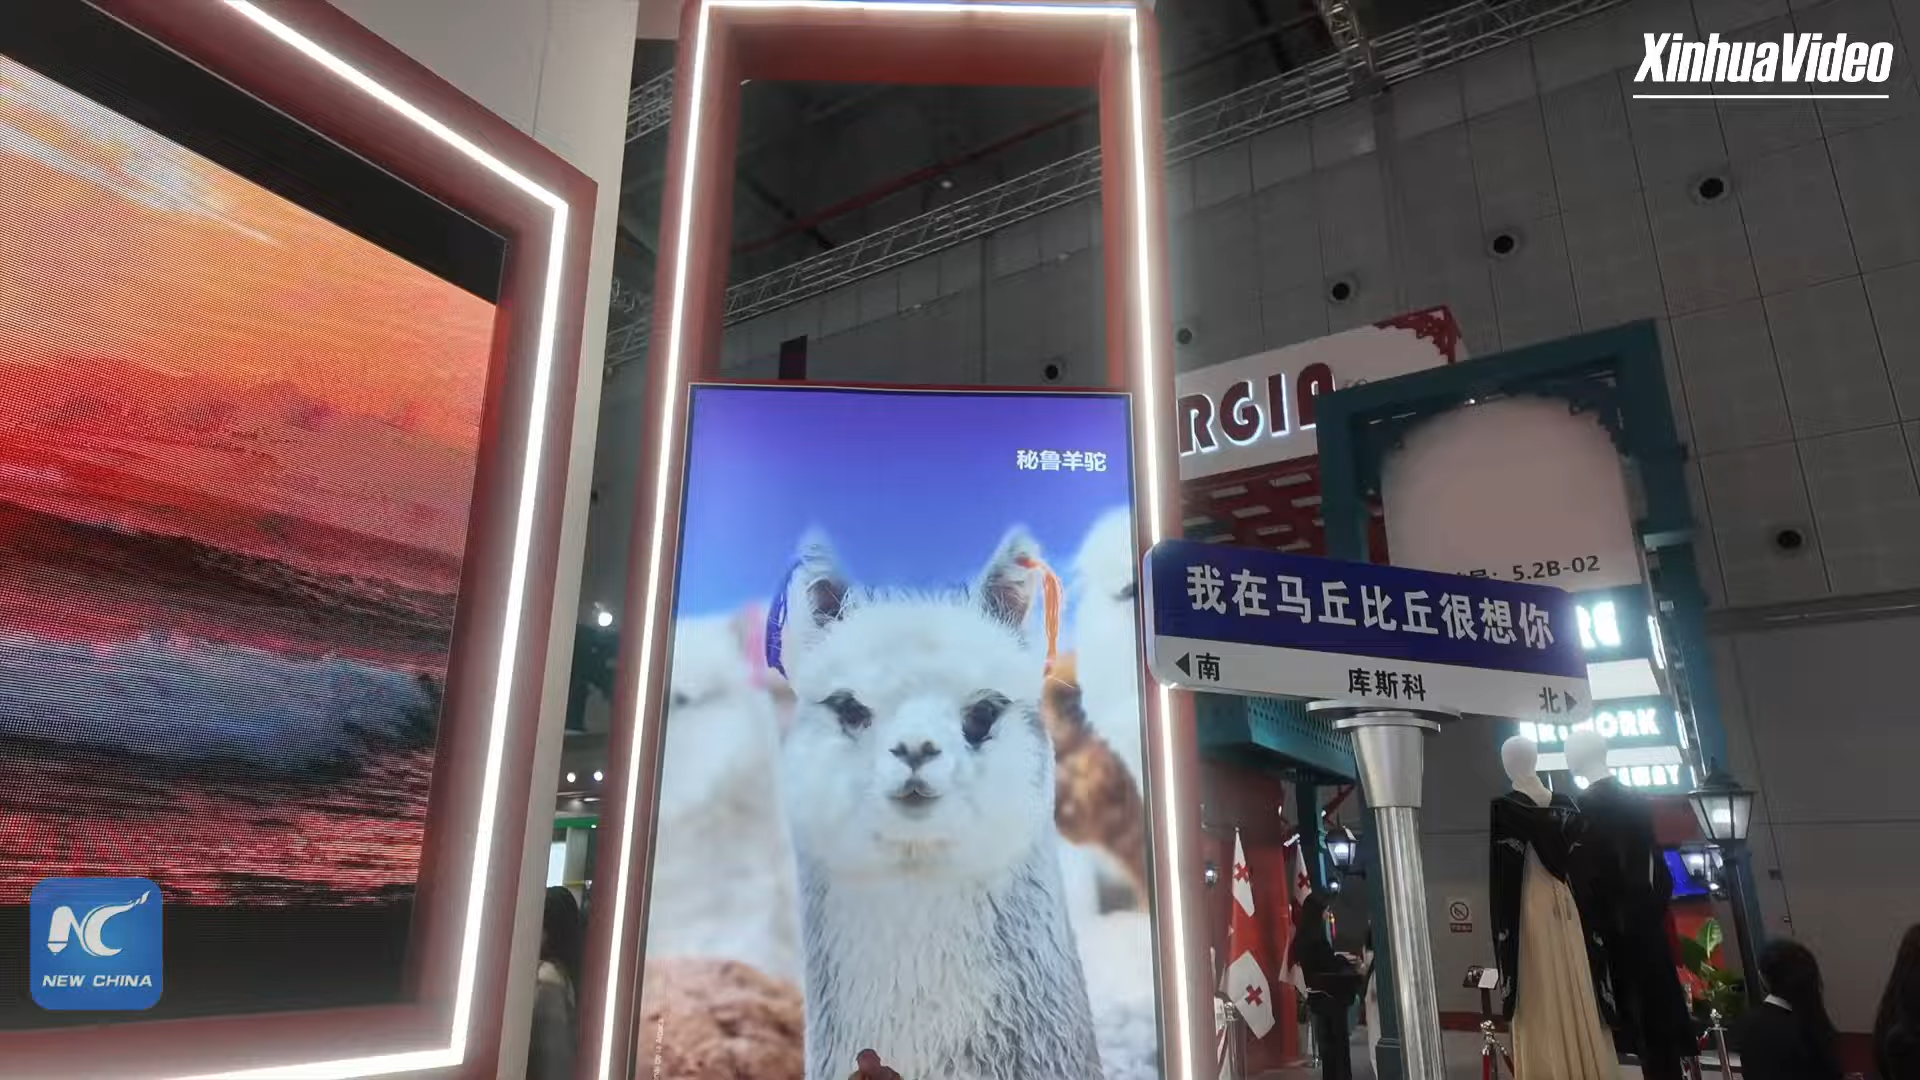 XinhuaVideo
秘鲁羊驼
RGIA
5.2B-02
我在马丘比丘很想你
◀南 库斯科 北▶
NEW CHINA